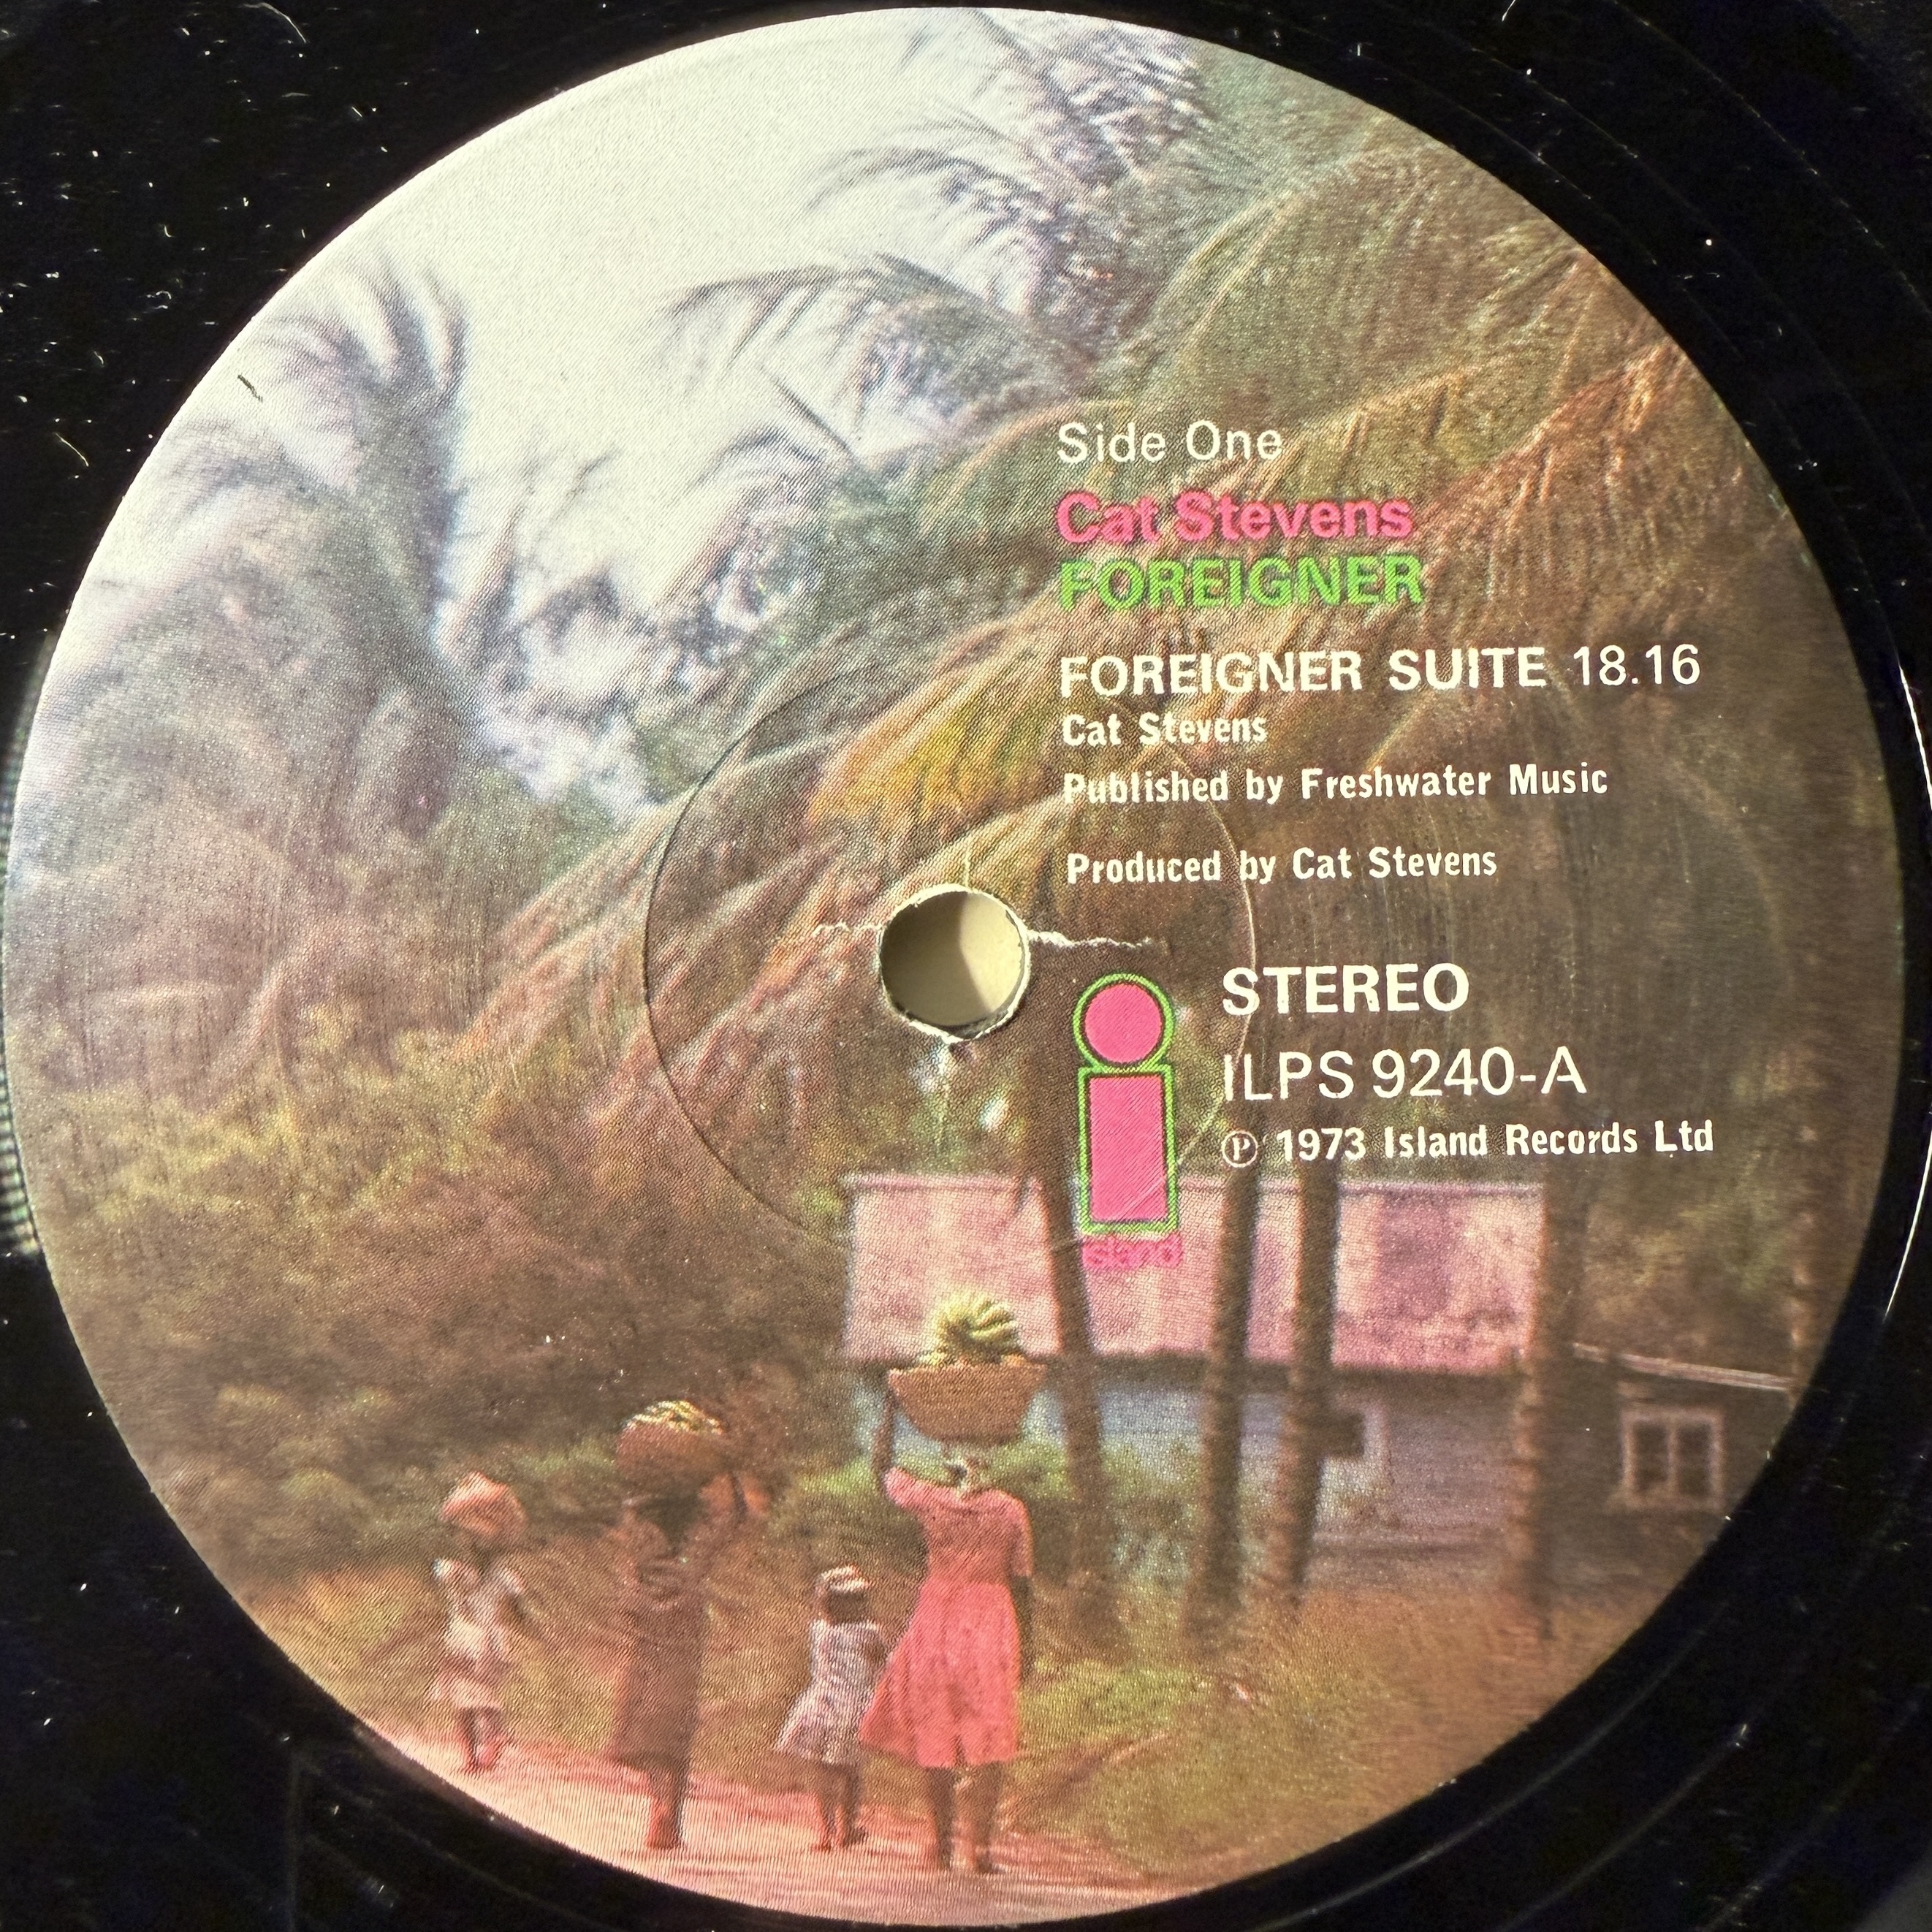 Side One
Cat Stevens
FOREIGNER
FOREIGNER SUITE 18.16
Cat Stevens
Published by Freshwater Music
Produced by Cat Stevens
STEREO
ILPS 9240-A
Ⓟ 1973 Island Records Ltd
island